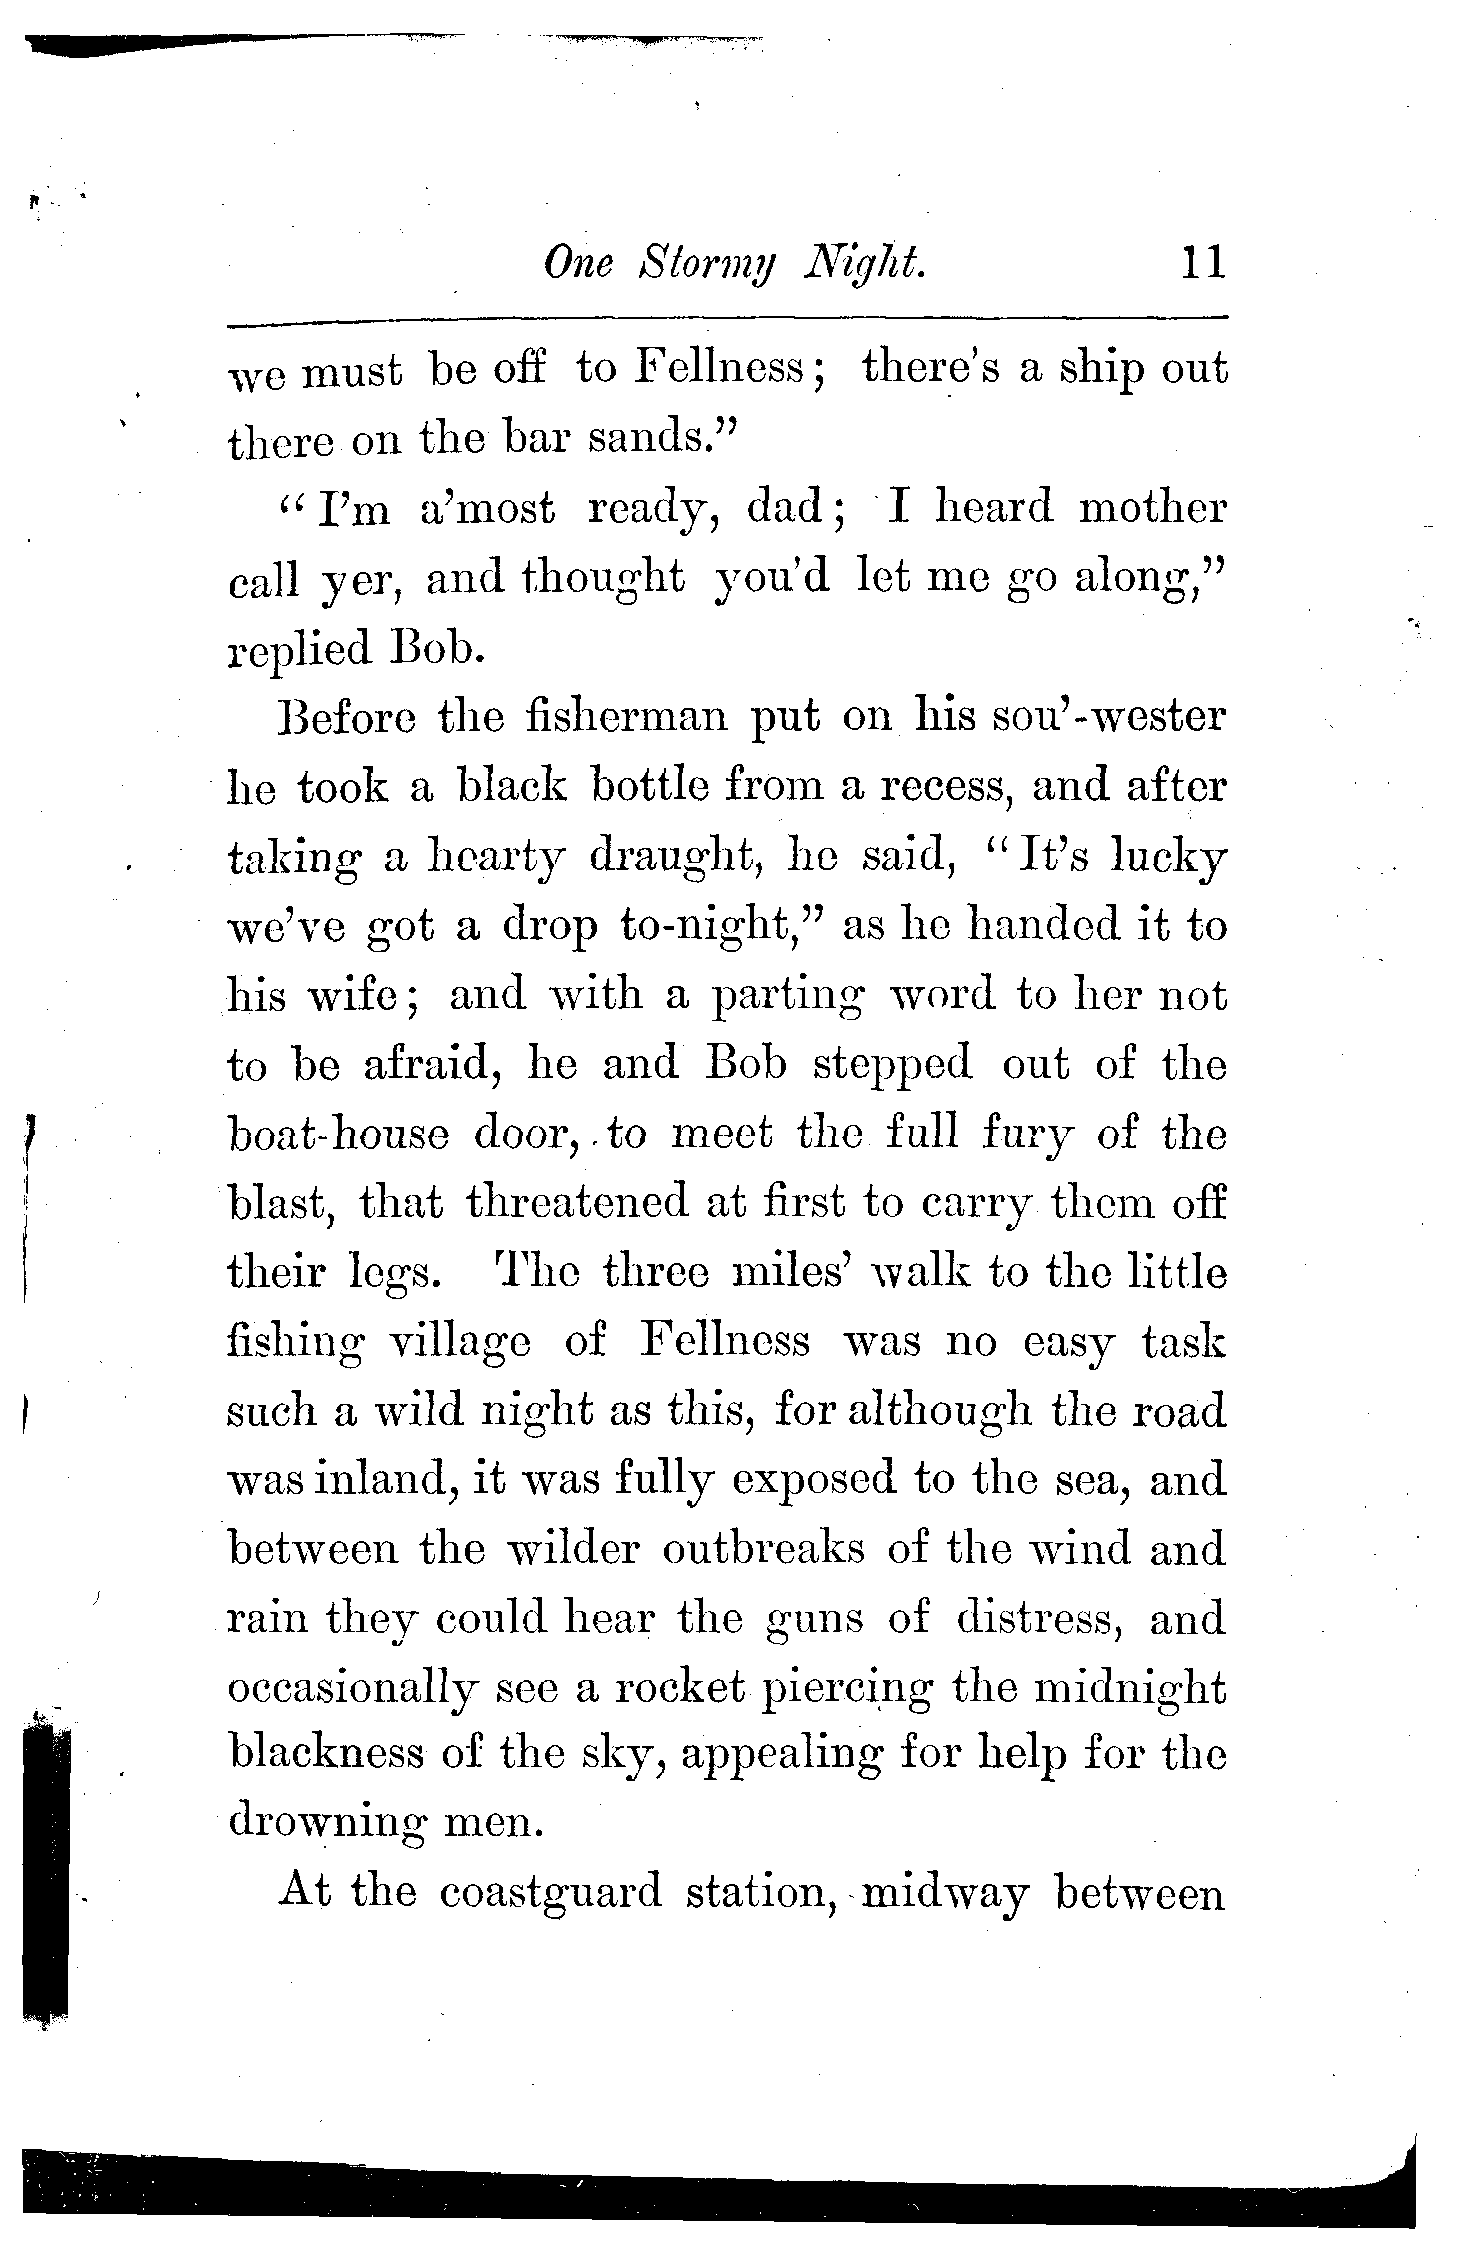 One Stormy Night. 11
we must be off to Fellness; there's a ship out
there on the bar sands."
"I'm a'most ready, dad; I heard mother
call yer, and thought you'd let me go along,"
replied Bob.
Before the fisherman put on his sou'-wester
he took a black bottle from a recess, and after
taking a hearty draught, he said, "It's lucky
we've got a drop to-night," as he handed it to
his wife; and with a parting word to her not
to be afraid, he and Bob stepped out of the
boat-house door, to meet the full fury of the
blast, that threatened at first to carry them off
their legs. The three miles' walk to the little
fishing village of Fellness was no easy task
such a wild night as this, for although the road
was inland, it was fully exposed to the sea, and
between the wilder outbreaks of the wind and
rain they could hear the guns of distress, and
occasionally see a rocket piercing the midnight
blackness of the sky, appealing for help for the
drowning men.
At the coastguard station, midway between